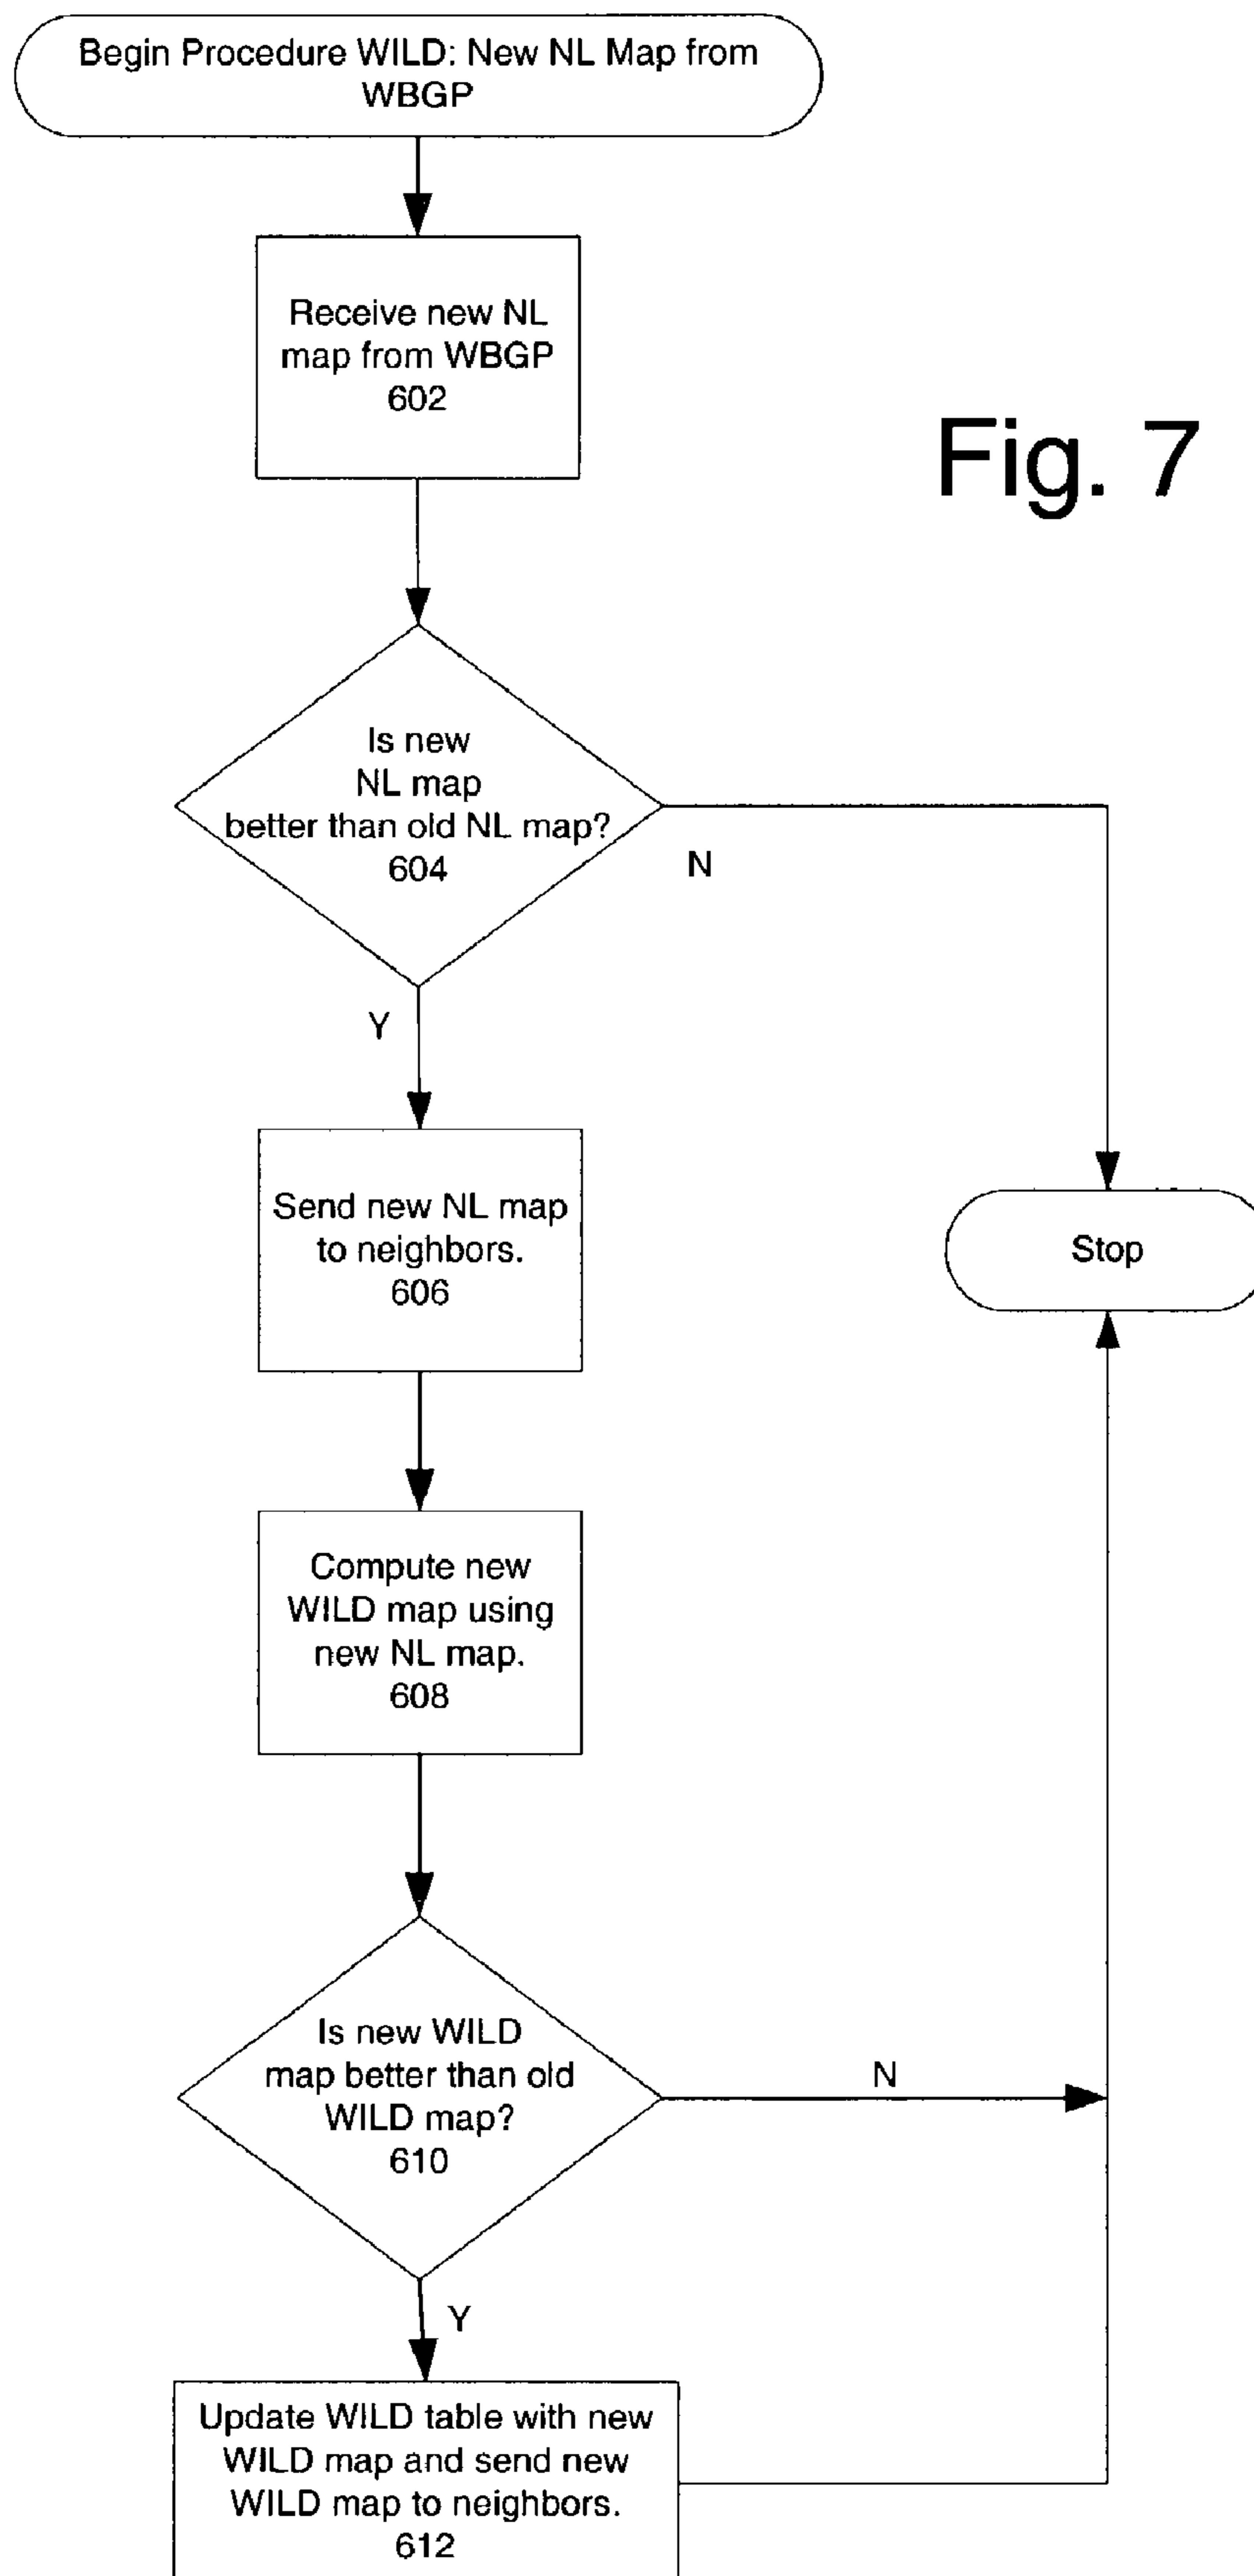 Begin Procedure WILD: New NL Map from
WBGP
Receive new NL
map from WBGP
602
Fig. 7
Is new
NL map
better than old NL map?
604
N
Y
Send new NL map
to neighbors.
606
Stop
Compute new
WILD map using
new NL map.
608
Is new WILD
map better than old
WILD map?
610
N
Y
Update WILD table with new
WILD map and send new
WILD map to neighbors.
612